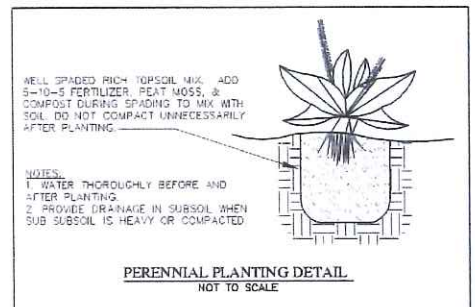 WELL SPADED RICH TOPSOIL MIX. ADD
5-10-5 FERTILIZER, PEAT MOSS, &
COMPOST DURING SPADING TO MIX WITH
SOIL. DO NOT COMPACT UNNECESSARILY
AFTER PLANTING.
NOTES:
1. WATER THOROUGHLY BEFORE AND
AFTER PLANTING.
2. PROVIDE DRAINAGE IN SUBSOIL WHEN
SUB SUBSOIL IS HEAVY OR COMPACTED
PERENNIAL PLANTING DETAIL
NOT TO SCALE